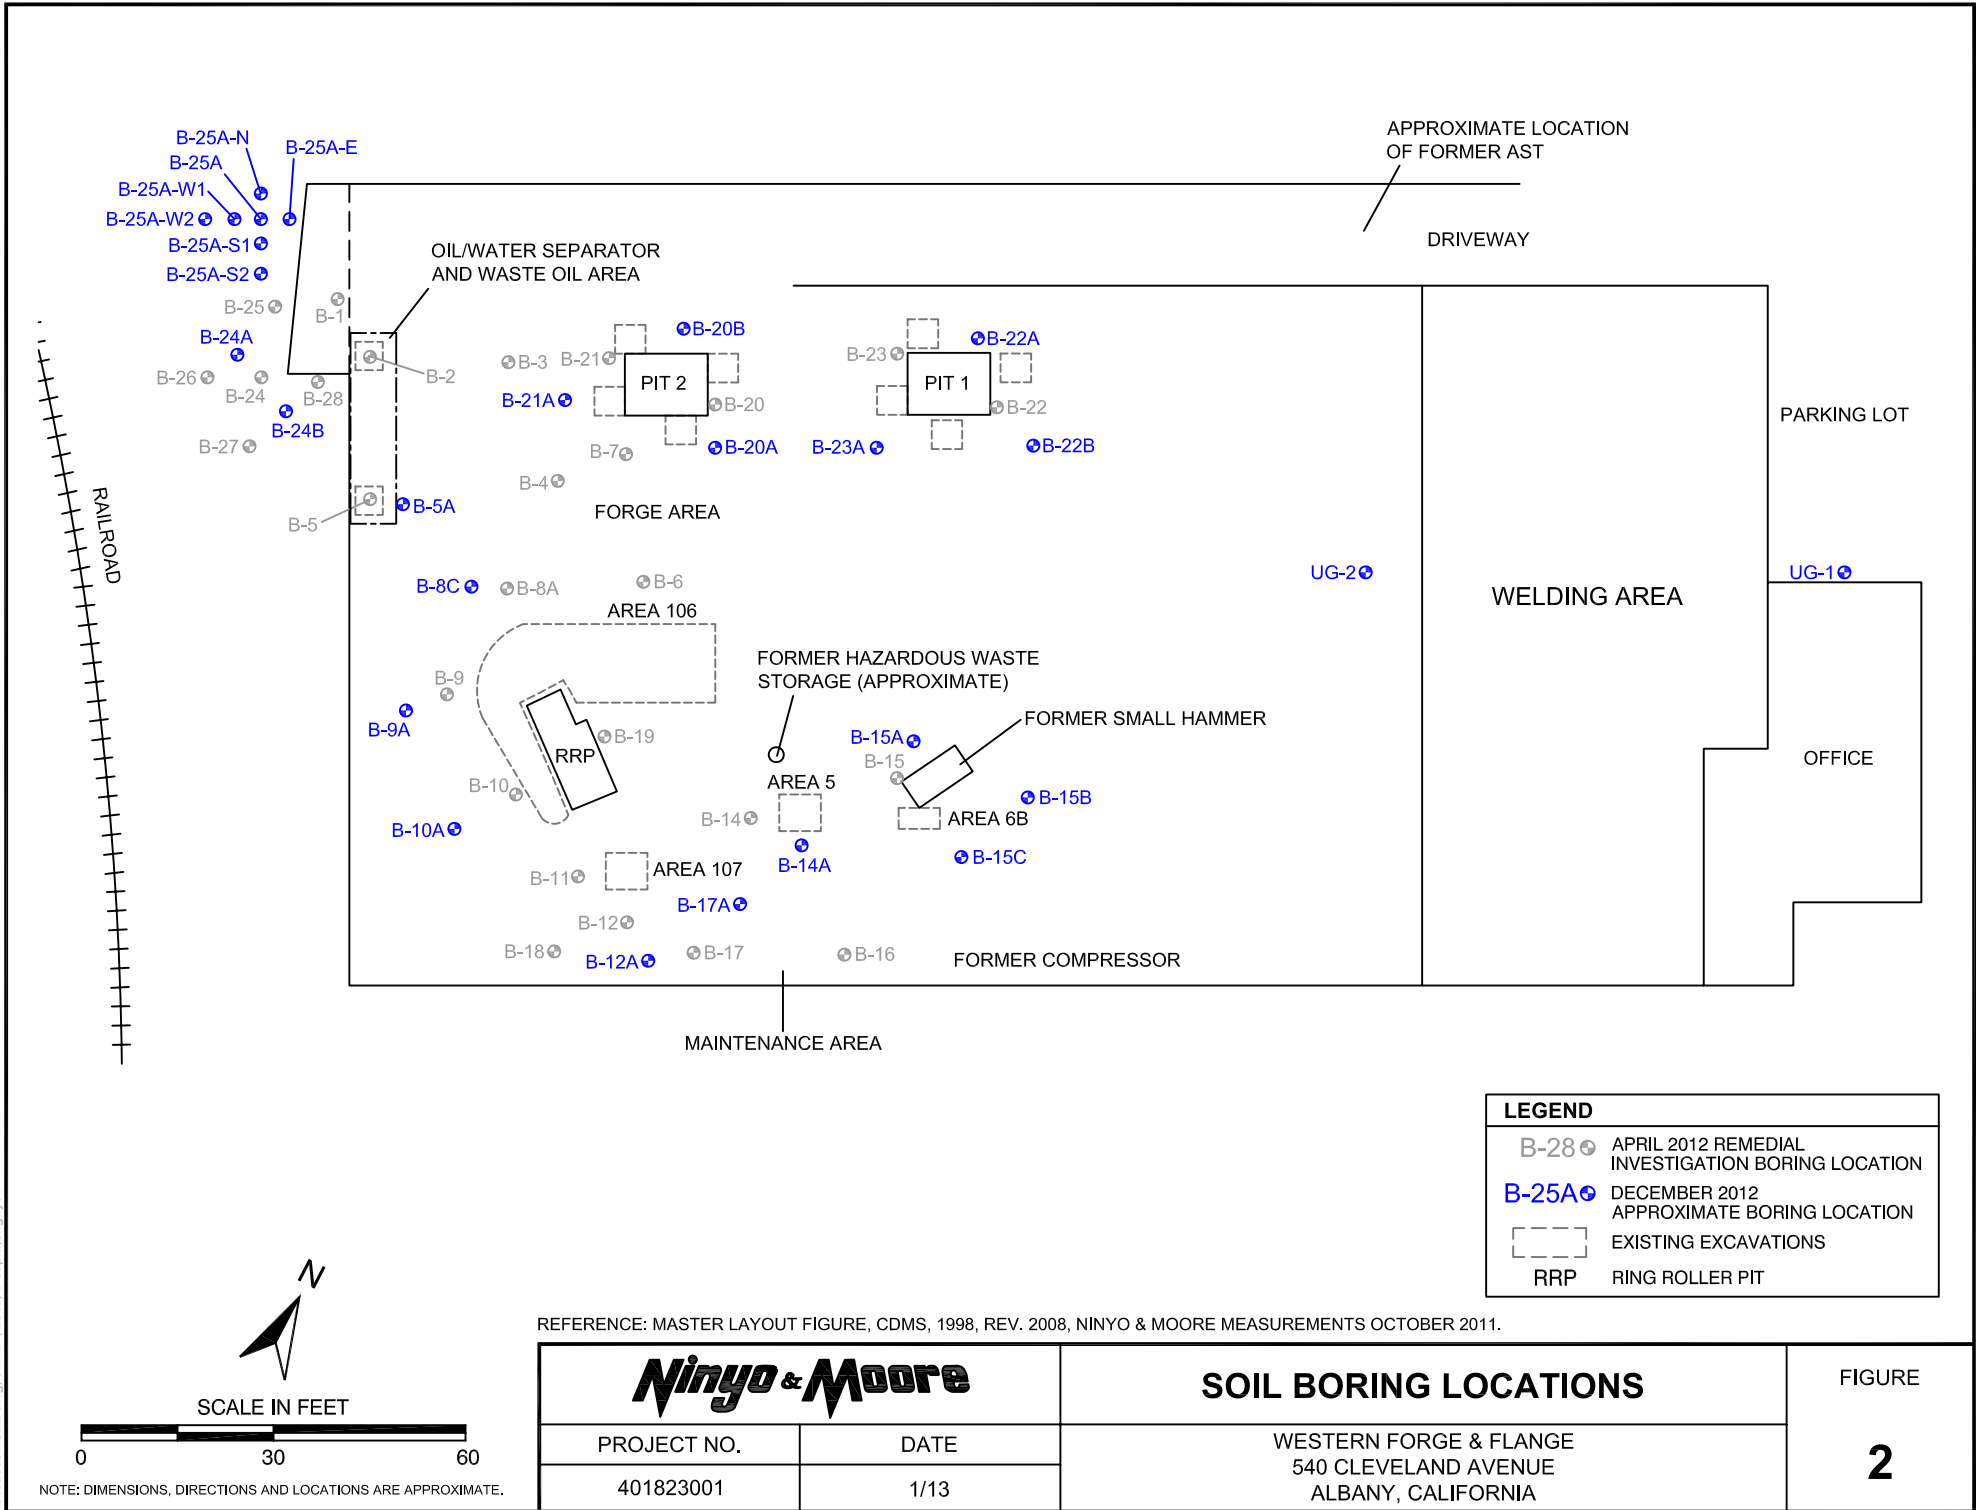 B-25A-N
B-25A
B-25A-E
B-25A-W1
B-25A-W2
B-25A-S1
B-25A-S2
APPROXIMATE LOCATION
OF FORMER AST
DRIVEWAY
OIL/WATER SEPARATOR
AND WASTE OIL AREA
B-25
B-1
B-24A
B-26
B-24
B-28
B-24B
B-27
B-2
B-3
B-21
B-20B
PIT 2
B-21A
B-20
B-7
B-20A
B-4
B-23
B-22A
PIT 1
B-22
B-23A
B-22B
PARKING LOT
B-5
B-5A
FORGE AREA
RAILROAD
B-8C
B-8A
B-6
AREA 106
UG-2
WELDING AREA
UG-1
FORMER HAZARDOUS WASTE
STORAGE (APPROXIMATE)
B-9
B-9A
B-19
RRP
FORMER SMALL HAMMER
B-15A
B-15
AREA 5
OFFICE
B-10
B-10A
B-14
B-15B
AREA 6B
B-14A
B-15C
B-11
AREA 107
B-17A
B-12
B-18
B-12A
B-17
B-16
FORMER COMPRESSOR
MAINTENANCE AREA
LEGEND
B-28 APRIL 2012 REMEDIAL
INVESTIGATION BORING LOCATION
B-25A DECEMBER 2012
APPROXIMATE BORING LOCATION
EXISTING EXCAVATIONS
RRP RING ROLLER PIT
N
SCALE IN FEET
0 30 60
NOTE: DIMENSIONS, DIRECTIONS AND LOCATIONS ARE APPROXIMATE.
REFERENCE: MASTER LAYOUT FIGURE, CDMS, 1998, REV. 2008, NINYO & MOORE MEASUREMENTS OCTOBER 2011.
Ninyo & Moore
PROJECT NO. DATE
401823001 1/13
SOIL BORING LOCATIONS
WESTERN FORGE & FLANGE
540 CLEVELAND AVENUE
ALBANY, CALIFORNIA
FIGURE
2